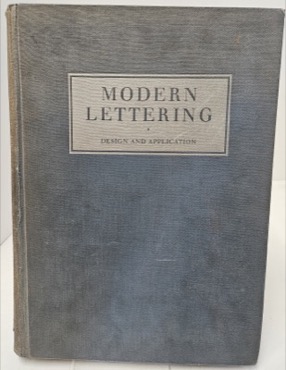 MODERN
LETTERING
DESIGN AND APPLICATION